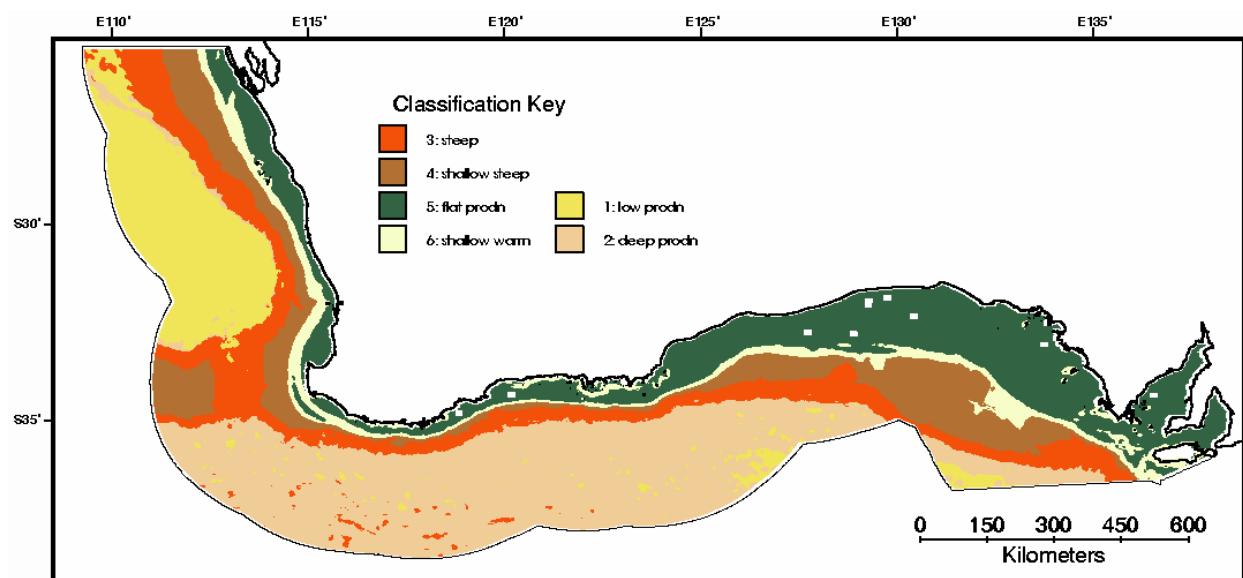 E110' E115' E120' E125' E130' E135'
Classification Key
3: steep
4: shallow steep
5: flat prodn 1: low prodn
6: shallow warm 2: deep prodn
S30'
S35'
0 150 300 450 600
Kilometers